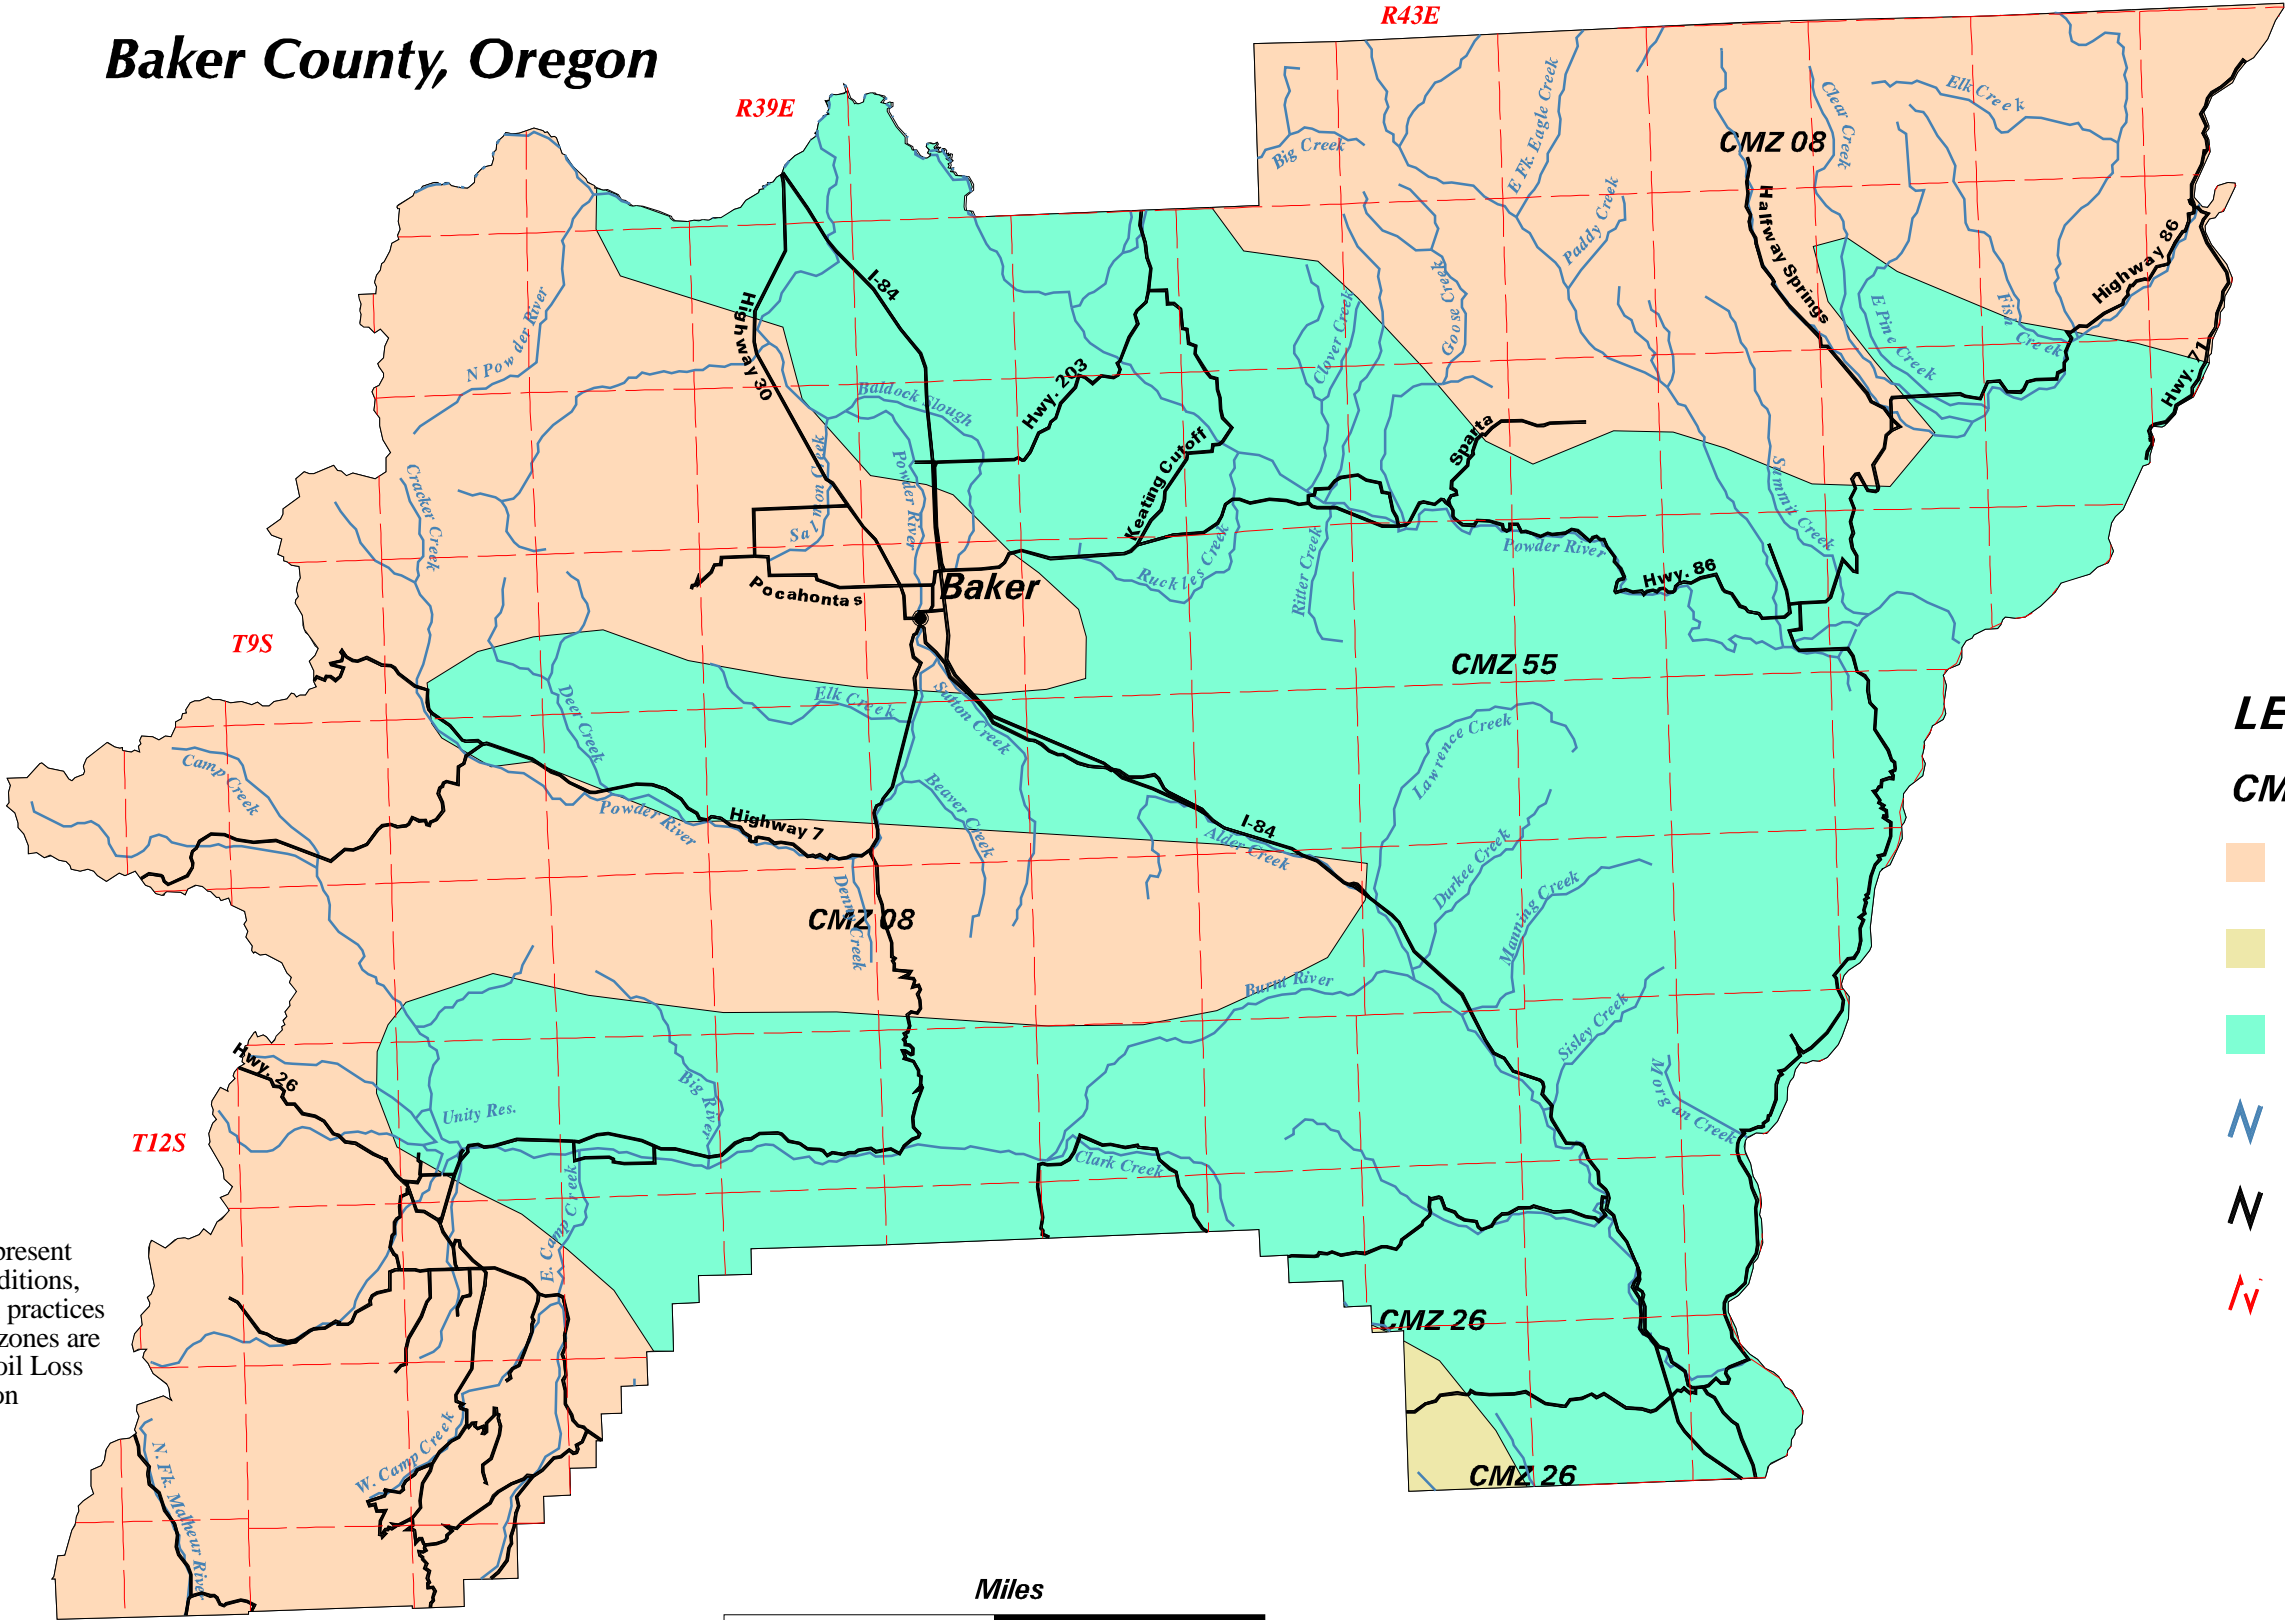 Baker County, Oregon
R43E
R39E
T9S
T12S
CMZ 08
Halfway Springs
Clear Creek
Elk Creek
Big Creek
E Fk. Eagle Creek
Paddy Creek
Goose Creek
Clover Creek
E Pine Creek
Fish Creek
Highway 86
Hwy. 71
I-84
Highway 30
N Powder River
Hwy. 203
Baldock Slough
Keating Cutoff
Sparta
Summit Creek
Cracker Creek
Salmon Creek
Powder River
Ruckles Creek
Ritter Creek
Powder River
Hwy. 86
Pocahontas
Baker
CMZ 55
Deer Creek
Elk Creek
Sutton Creek
Lawrence Creek
Camp Creek
Powder River
Highway 7
Beaver Creek
I-84
Alder Creek
Durkee Creek
Manning Creek
CMZ 08
Denny Creek
Burnt River
Sisley Creek
Morgan Creek
Hwy. 26
Unity Res.
Big River
Clark Creek
E. Camp Creek
CMZ 26
CMZ 26
W. Camp Creek
N. Fk. Malheur River
present
ditions,
practices
zones are
oil Loss
on
LE
CM
Miles